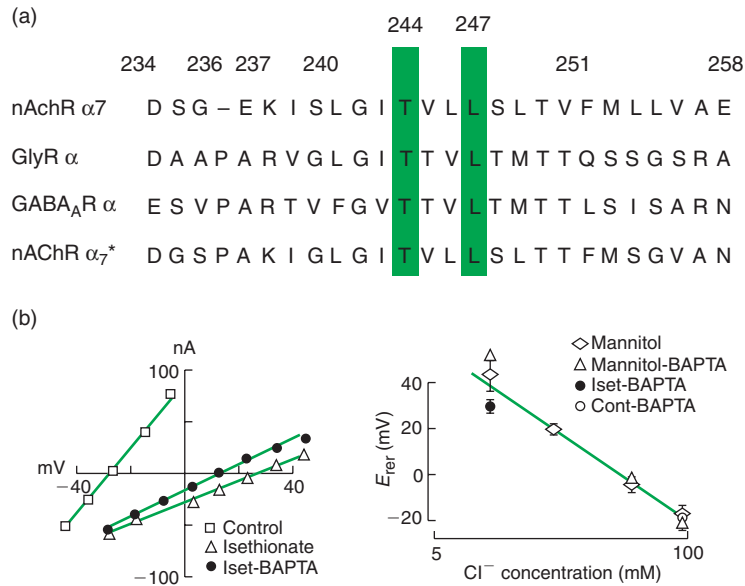 (a)
244 247
234 236 237 240 251 258
nAchR α7 D S G – E K I S L G I T V L L S L T V F M L L V A E
GlyR α D A A P A R V G L G I T T V L T M T T Q S S G S R A
GABA_AR α E S V P A R T V F G V T T V L T M T T L S I S A R N
nAChR α₇* D G S P A K I G L G I T V L L S L T T F M S G V A N
(b)
nA
100
mV
−40
40
−100
Control
Isethionate
Iset-BAPTA
Mannitol
Mannitol-BAPTA
Iset-BAPTA
Cont-BAPTA
E_rer (mV)
40
20
0
−20
5 100
Cl⁻ concentration (mM)